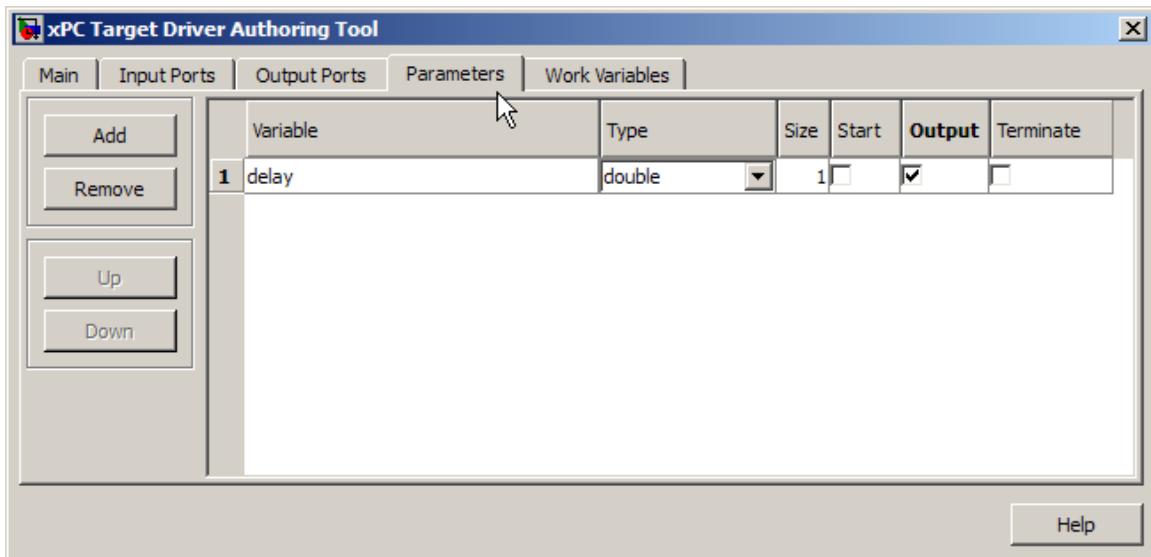 xPC Target Driver Authoring Tool
Main Input Ports Output Ports Parameters Work Variables
Add
Remove
Up
Down
Variable Type Size Start Output Terminate
1 delay double 1
Help